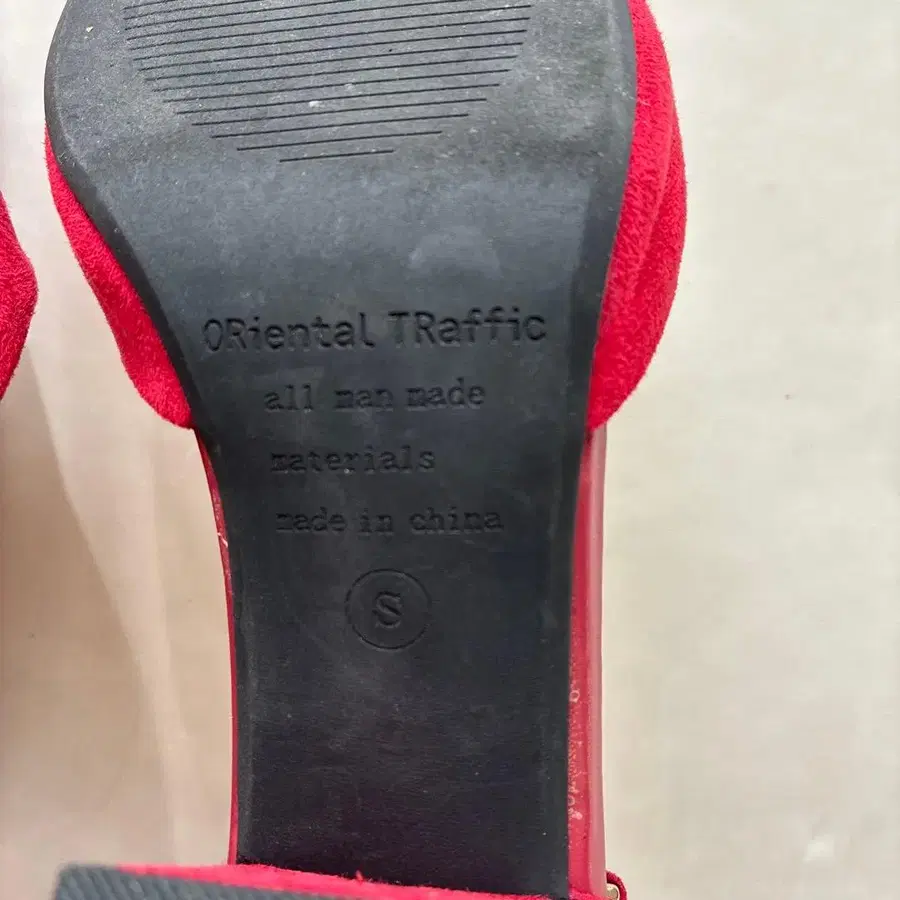 ORiental TRaffic
all man made
materials
made in china
S